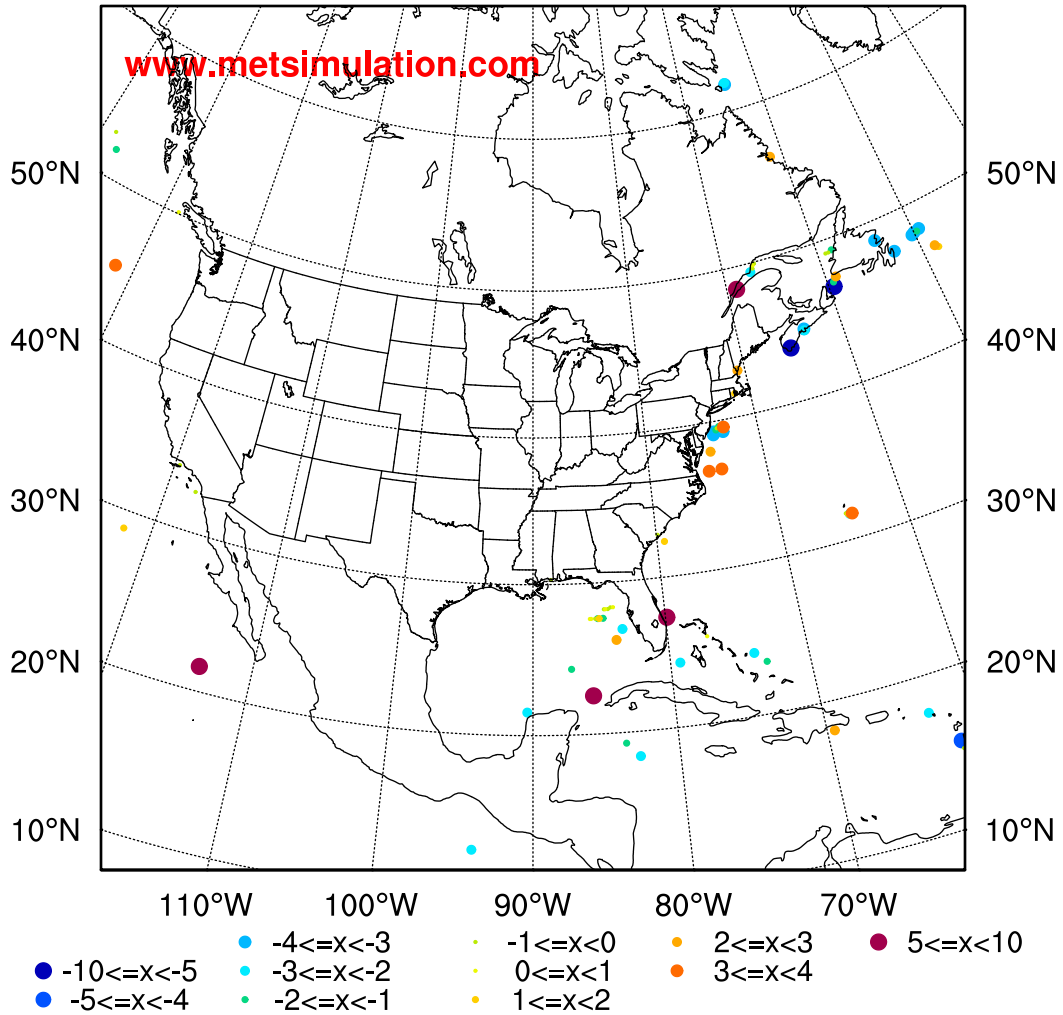 www.metsimulation.com
50°N 50°N
40°N 40°N
30°N 30°N
20°N 20°N
10°N 10°N
110°W 100°W 90°W 80°W 70°W
-4<=x<-3 -1<=x<0 2<=x<3 5<=x<10
-10<=x<-5 -3<=x<-2 0<=x<1 3<=x<4
-5<=x<-4 -2<=x<-1 1<=x<2